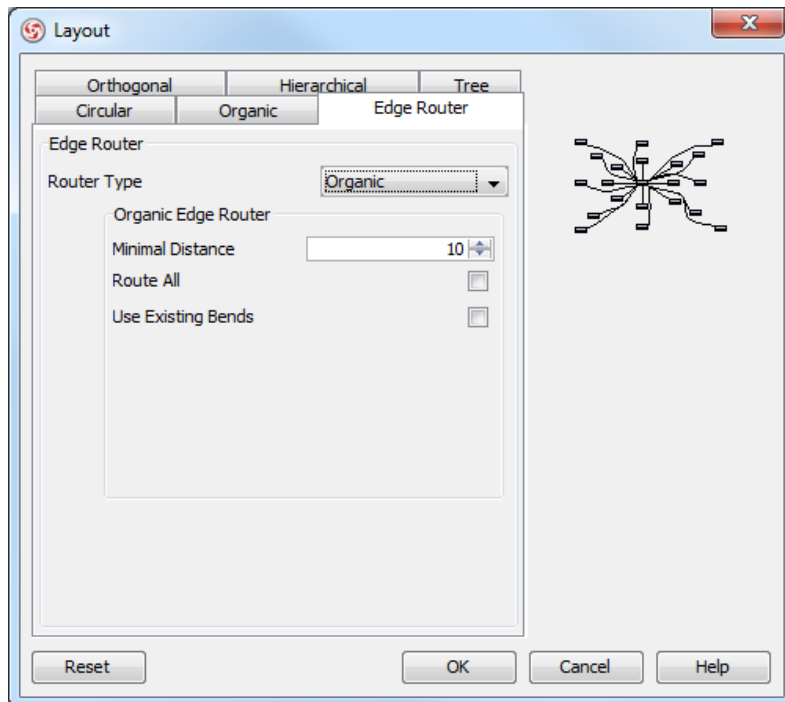 Layout
Orthogonal Hierarchical Tree
Circular Organic Edge Router
Edge Router
Router Type Organic
Organic Edge Router
Minimal Distance 10
Route All
Use Existing Bends
Reset OK Cancel Help